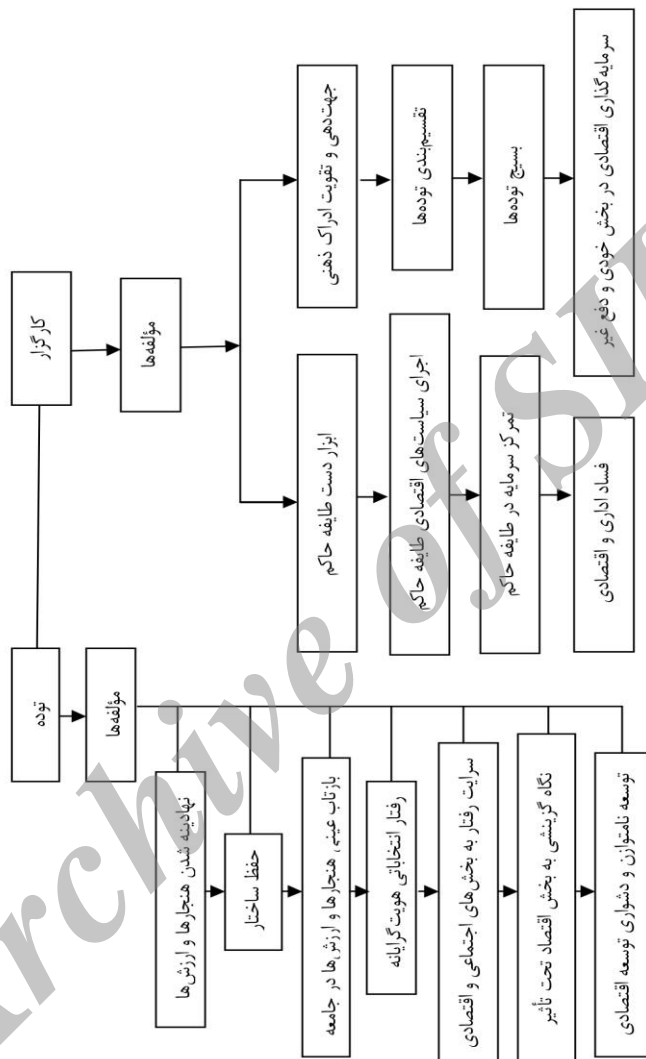 کارگزار
مؤلفه‌ها
جهت‌دهی و تقویت ادراک ذهنی
تقسیم‌بندی توده‌ها
بسیج توده‌ها
سرمایه‌گذاری اقتصادی در بخش خودی و دفع غیر
ابزار دست طایفه حاکم
اجرای سیاست‌های اقتصادی طایفه حاکم
تمرکز سرمایه در طایفه حاکم
فساد اداری و اقتصادی
توده
مؤلفه‌ها
نهادینه شدن هنجارها و ارزش‌ها
حفظ ساختار
بازتاب عینی هنجارها و ارزش‌ها در جامعه
رفتار انتخاباتی هویت‌گرایانه
سرایت رفتار به بخش‌های اجتماعی و اقتصادی
نگاه گزینشی به بخش اقتصاد تحت تأثیر
توسعه نامتوازن و دشواری توسعه اقتصادی
Archive of SI